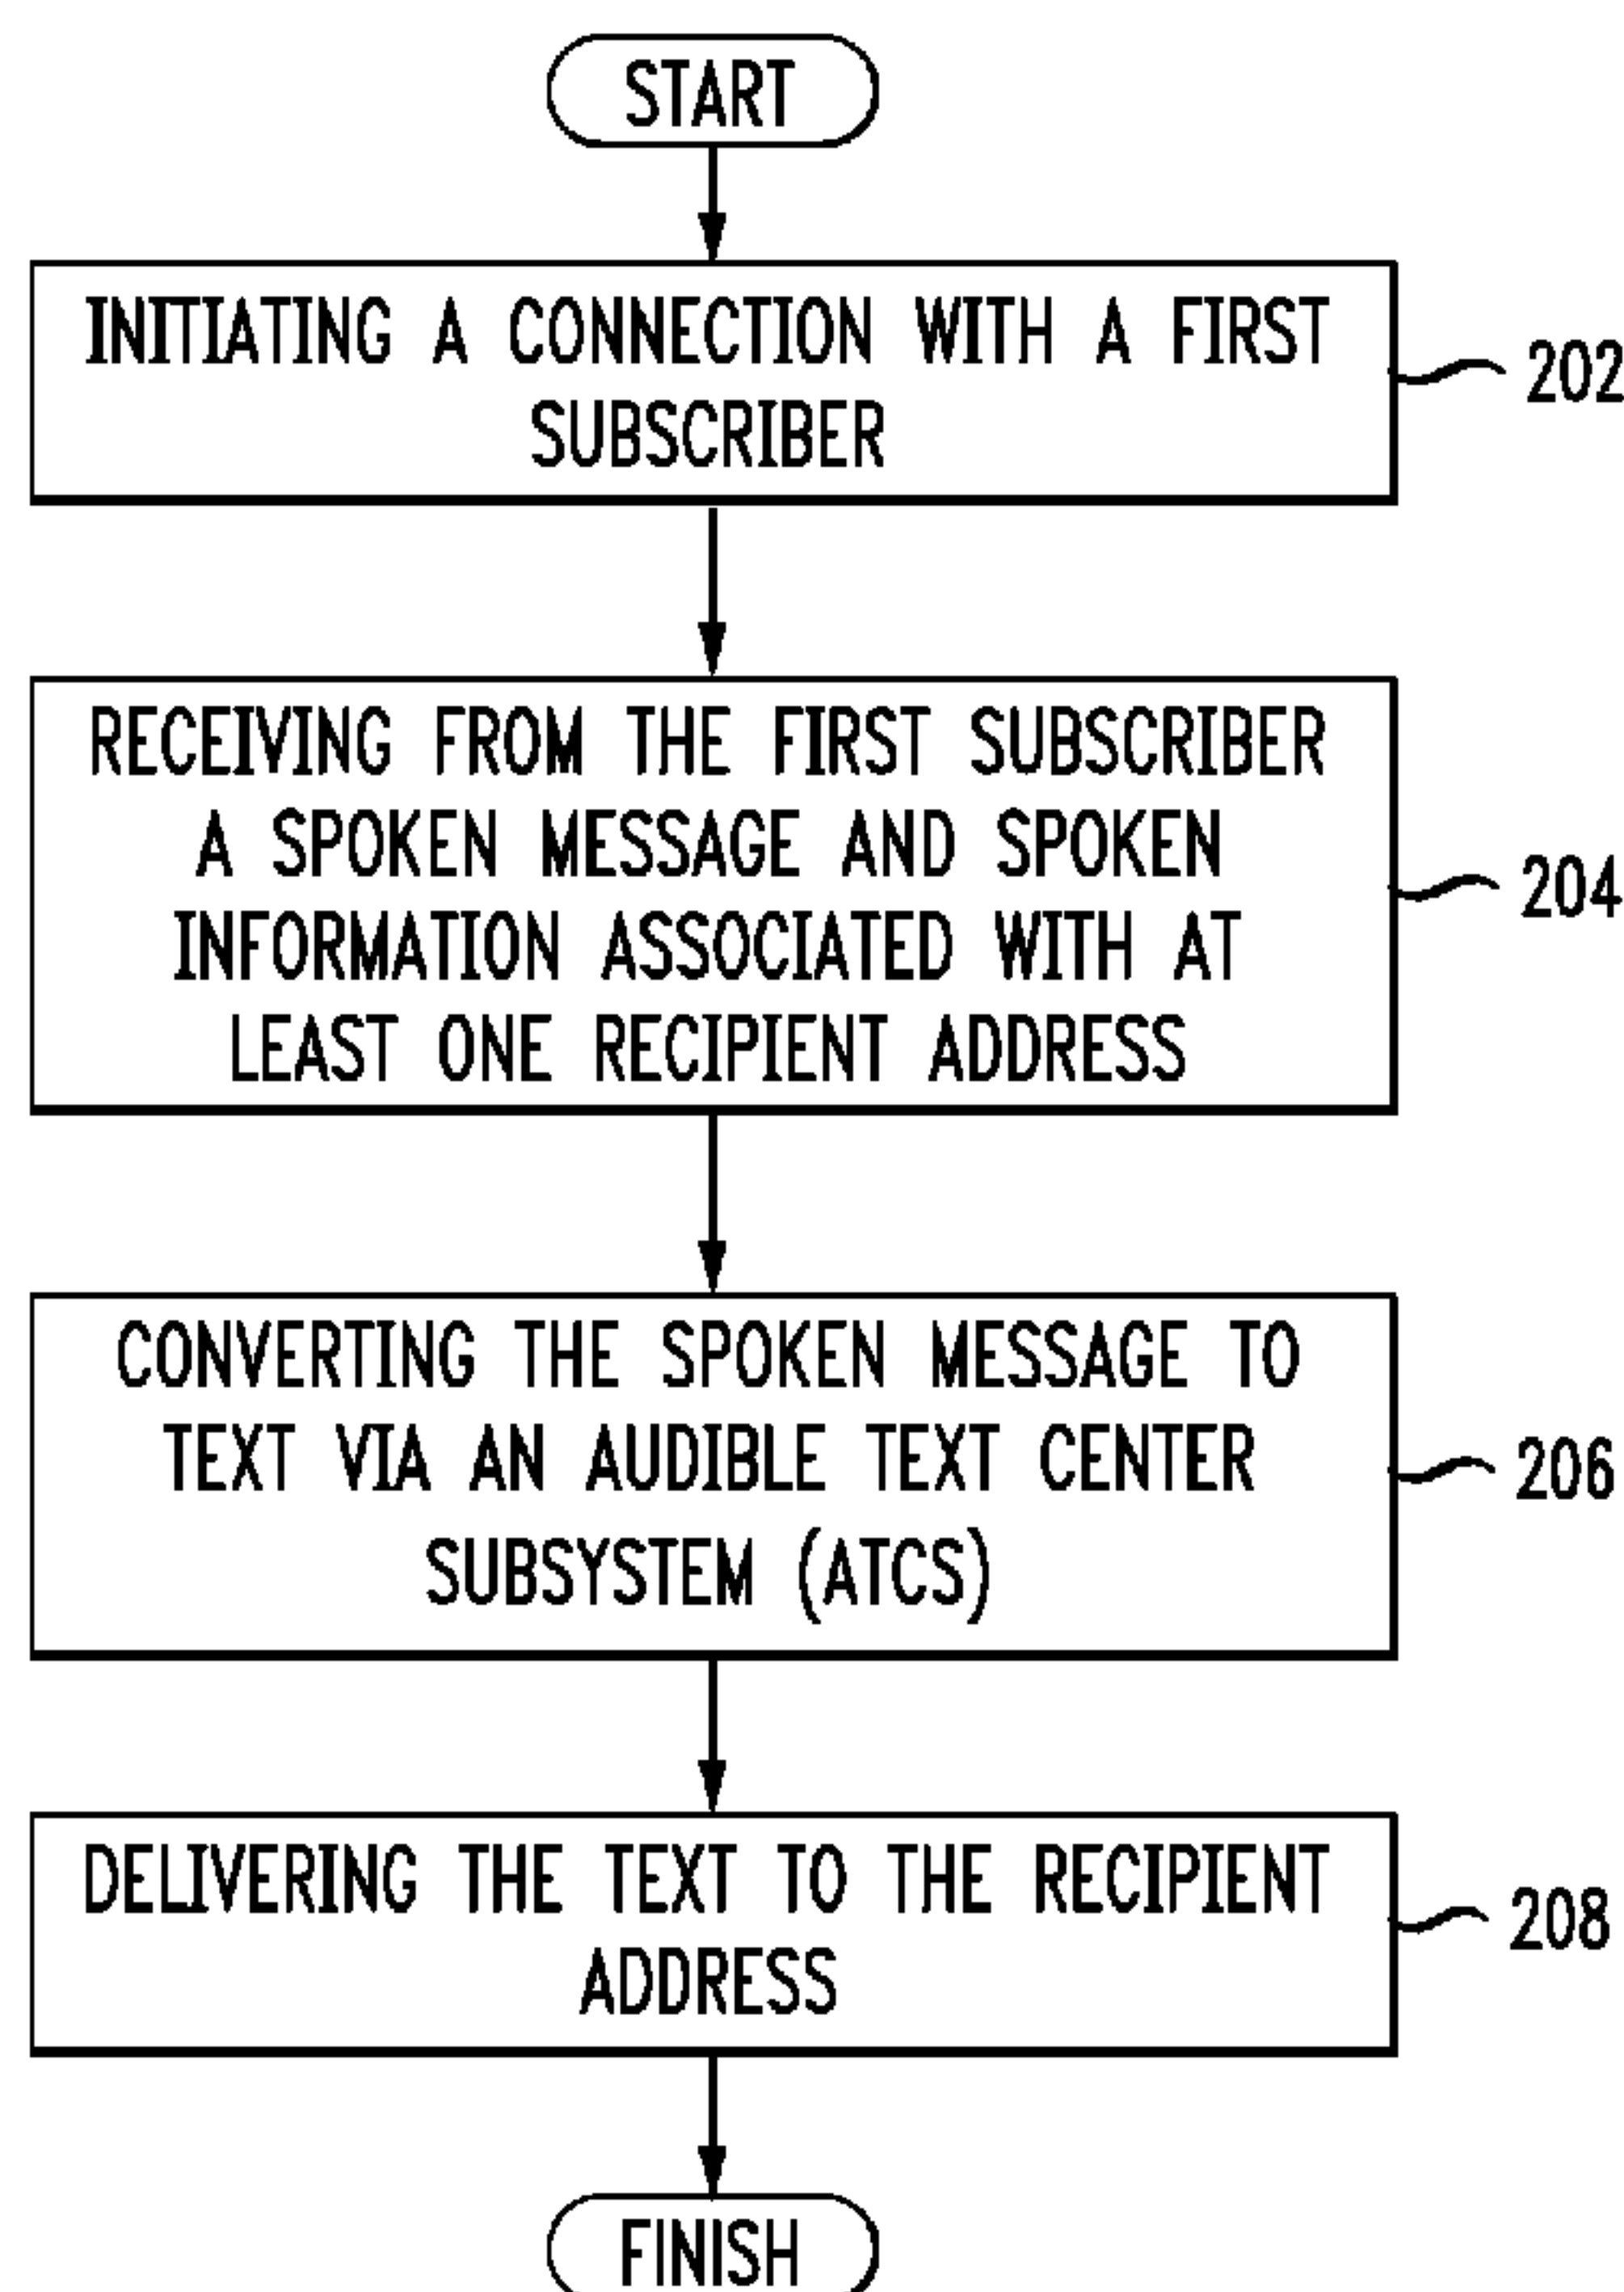 START
INITIATING A CONNECTION WITH A FIRST
SUBSCRIBER
202
RECEIVING FROM THE FIRST SUBSCRIBER
A SPOKEN MESSAGE AND SPOKEN
INFORMATION ASSOCIATED WITH AT
LEAST ONE RECIPIENT ADDRESS
204
CONVERTING THE SPOKEN MESSAGE TO
TEXT VIA AN AUDIBLE TEXT CENTER
SUBSYSTEM (ATCS)
206
DELIVERING THE TEXT TO THE RECIPIENT
ADDRESS
208
FINISH